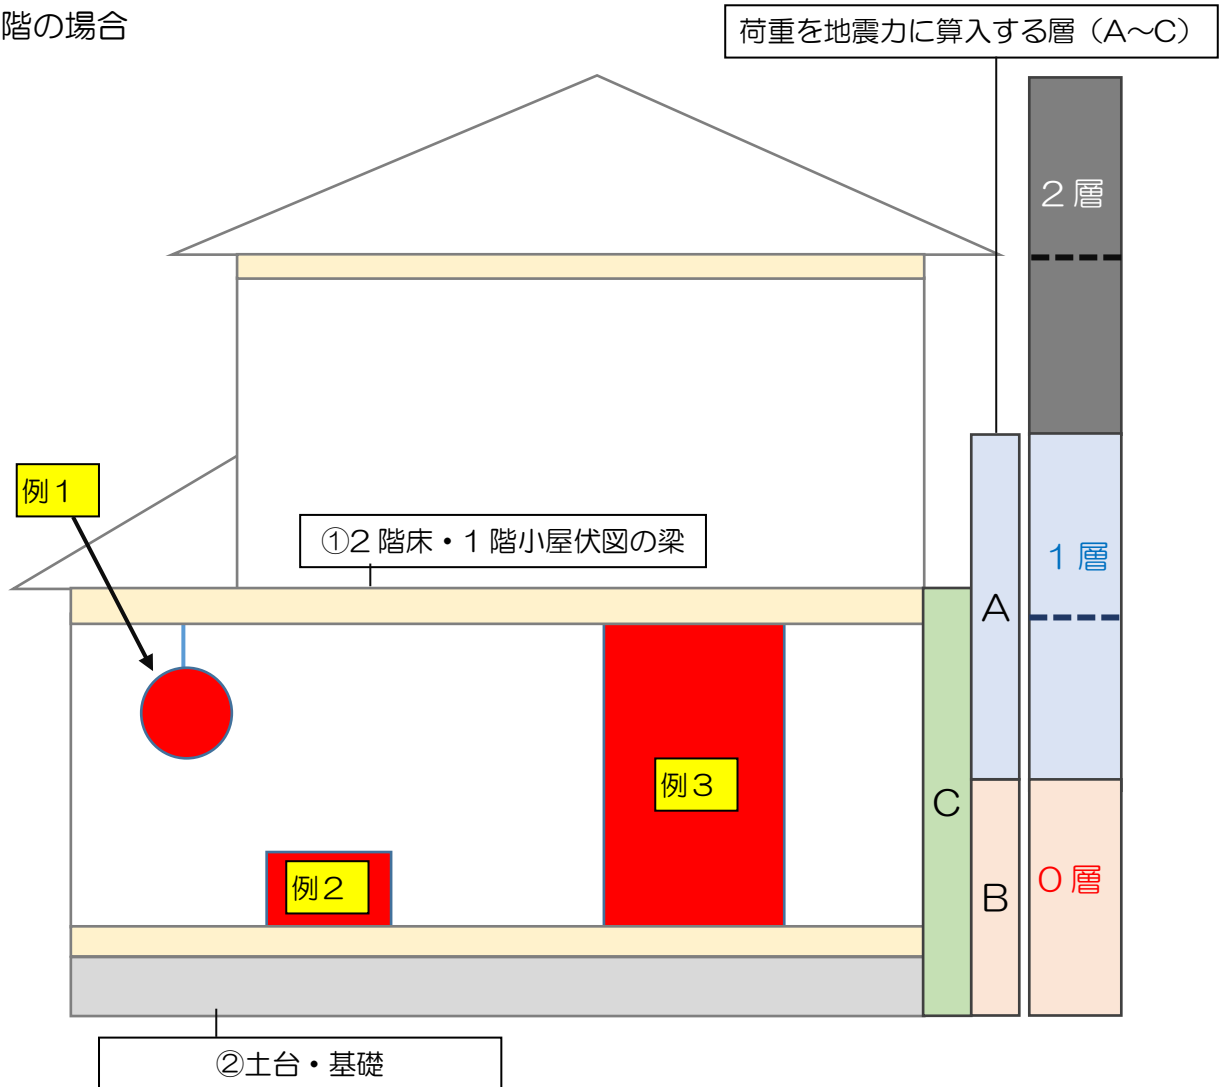 階の場合
荷重を地震力に算入する層（A～C）
2層
例1
①2階床・1階小屋伏図の梁
1層
A
例3
C
例2
B
0層
②土台・基礎